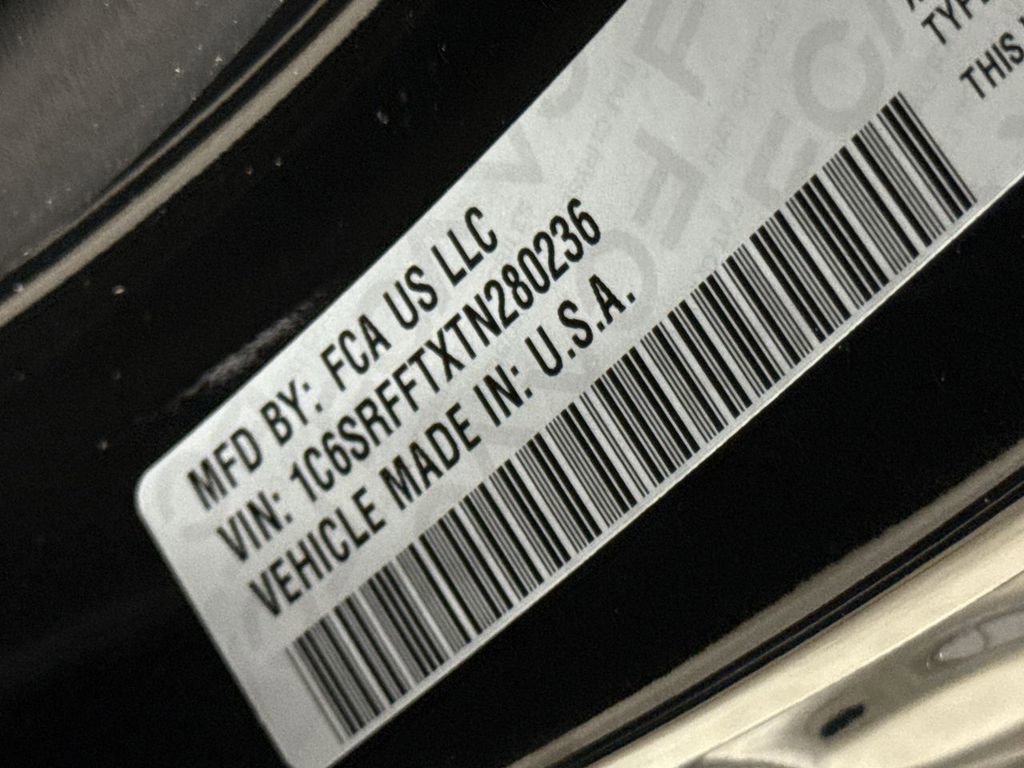 MFD BY: FCA US LLC
VIN: 1C6SRFFTXTN280236
VEHICLE MADE IN: U.S.A.
THIS